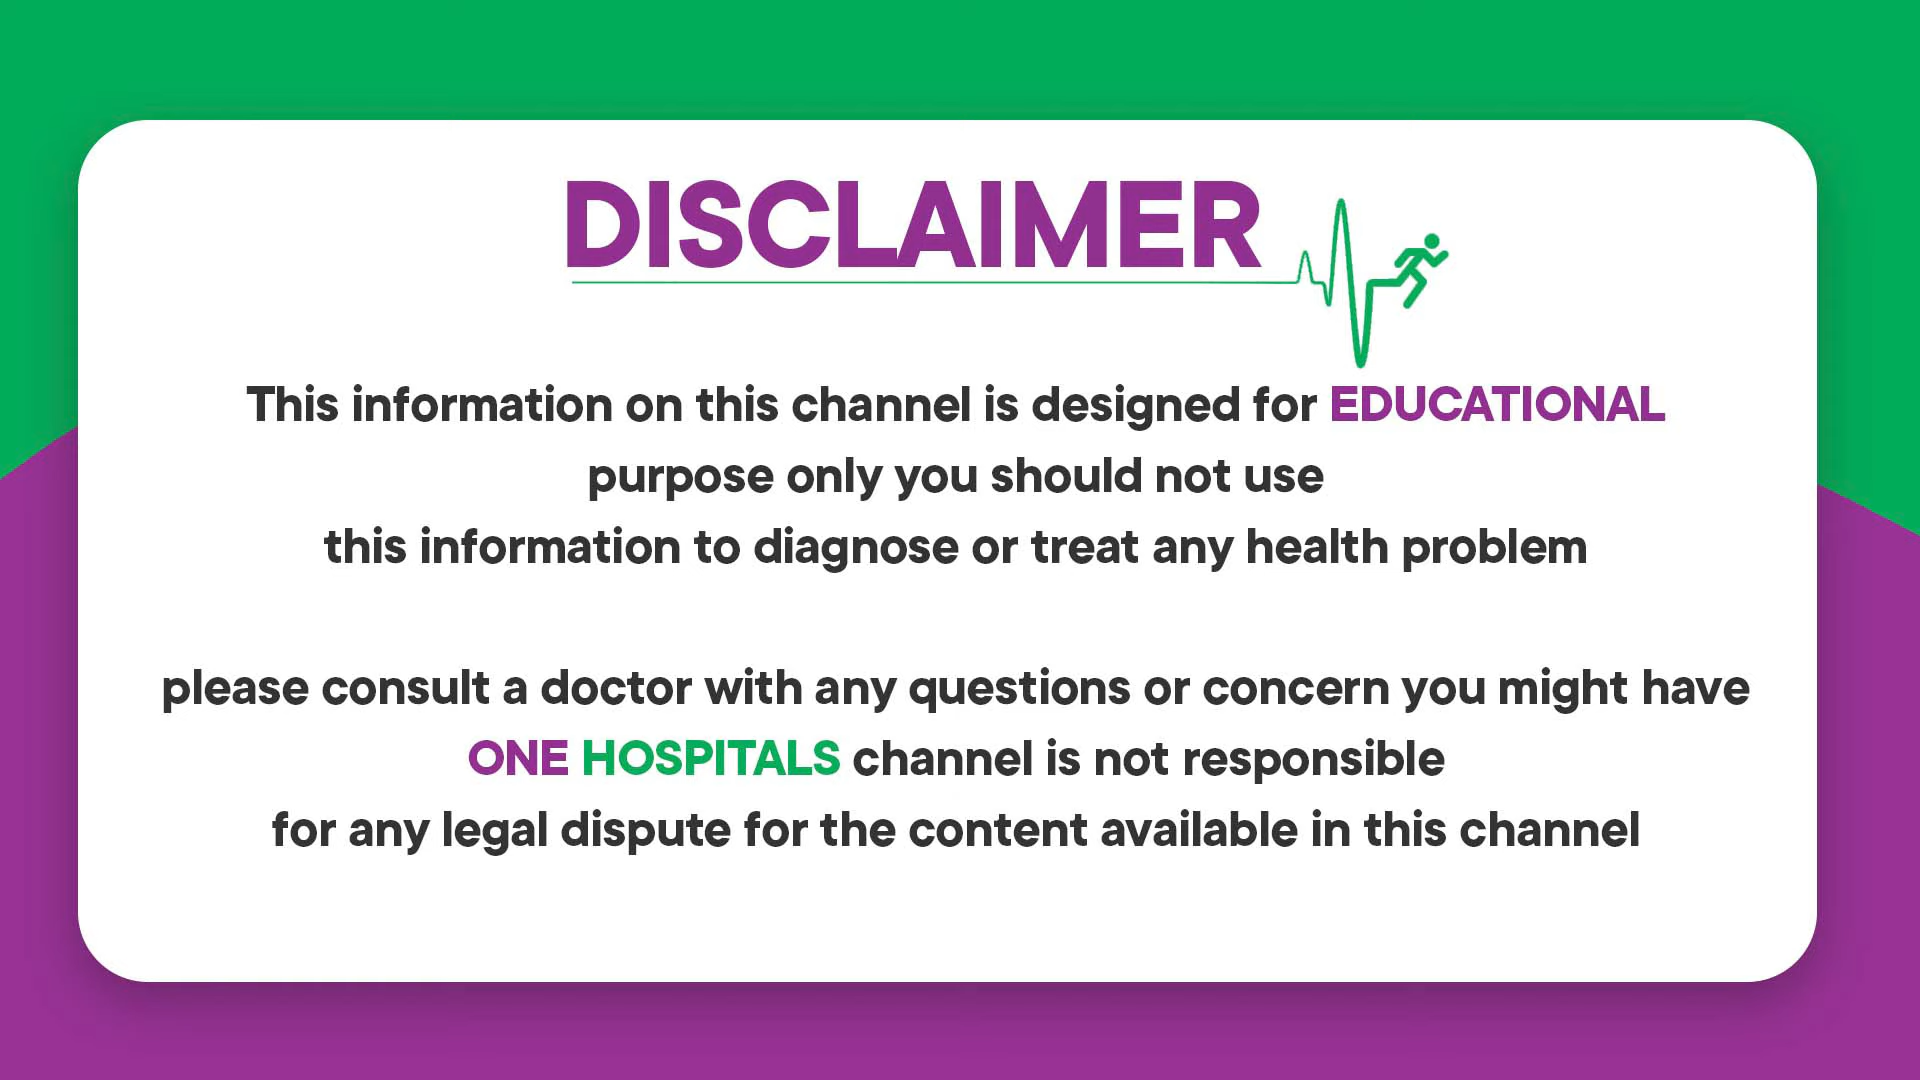 DISCLAIMER
This information on this channel is designed for EDUCATIONAL
purpose only you should not use
this information to diagnose or treat any health problem
please consult a doctor with any questions or concern you might have
ONE HOSPITALS channel is not responsible
for any legal dispute for the content available in this channel